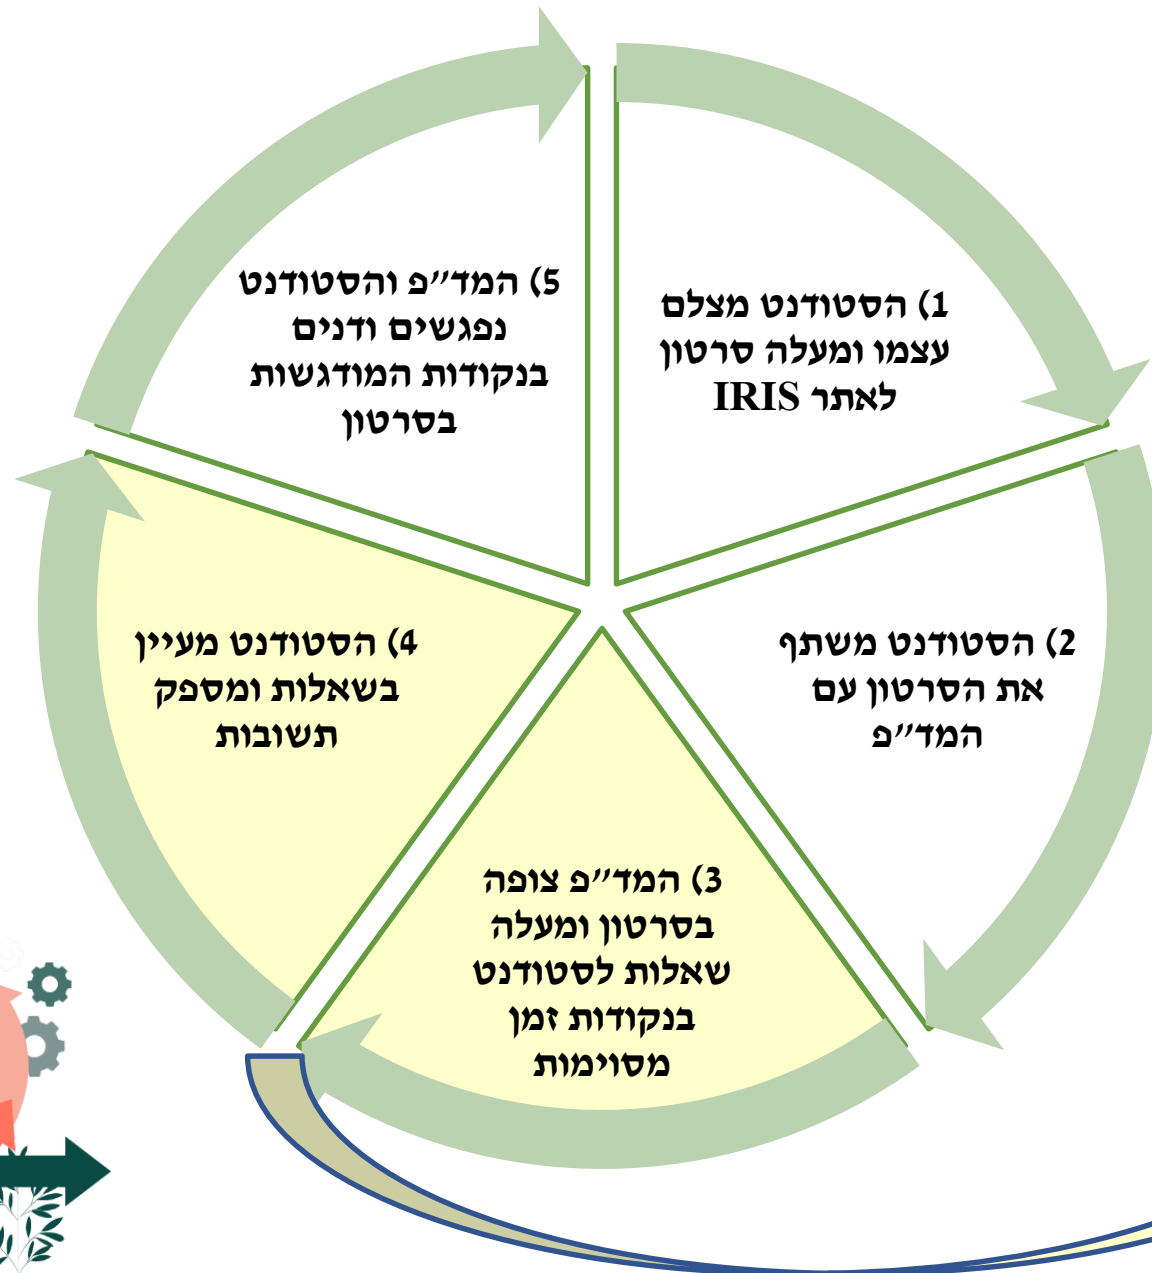 1) הסטודנט מצלם
עצמו ומעלה סרטון
לאתר IRIS
2) הסטודנט משתף
את הסרטון עם
המד״פ
3) המד״פ צופה
בסרטון ומעלה
שאלות לסטודנט
בנקודות זמן
מסוימות
4) הסטודנט מעיין
בשאלות ומספק
תשובות
5) המד״פ והסטודנט
נפגשים ודנים
בנקודות המודגשות
בסרטון